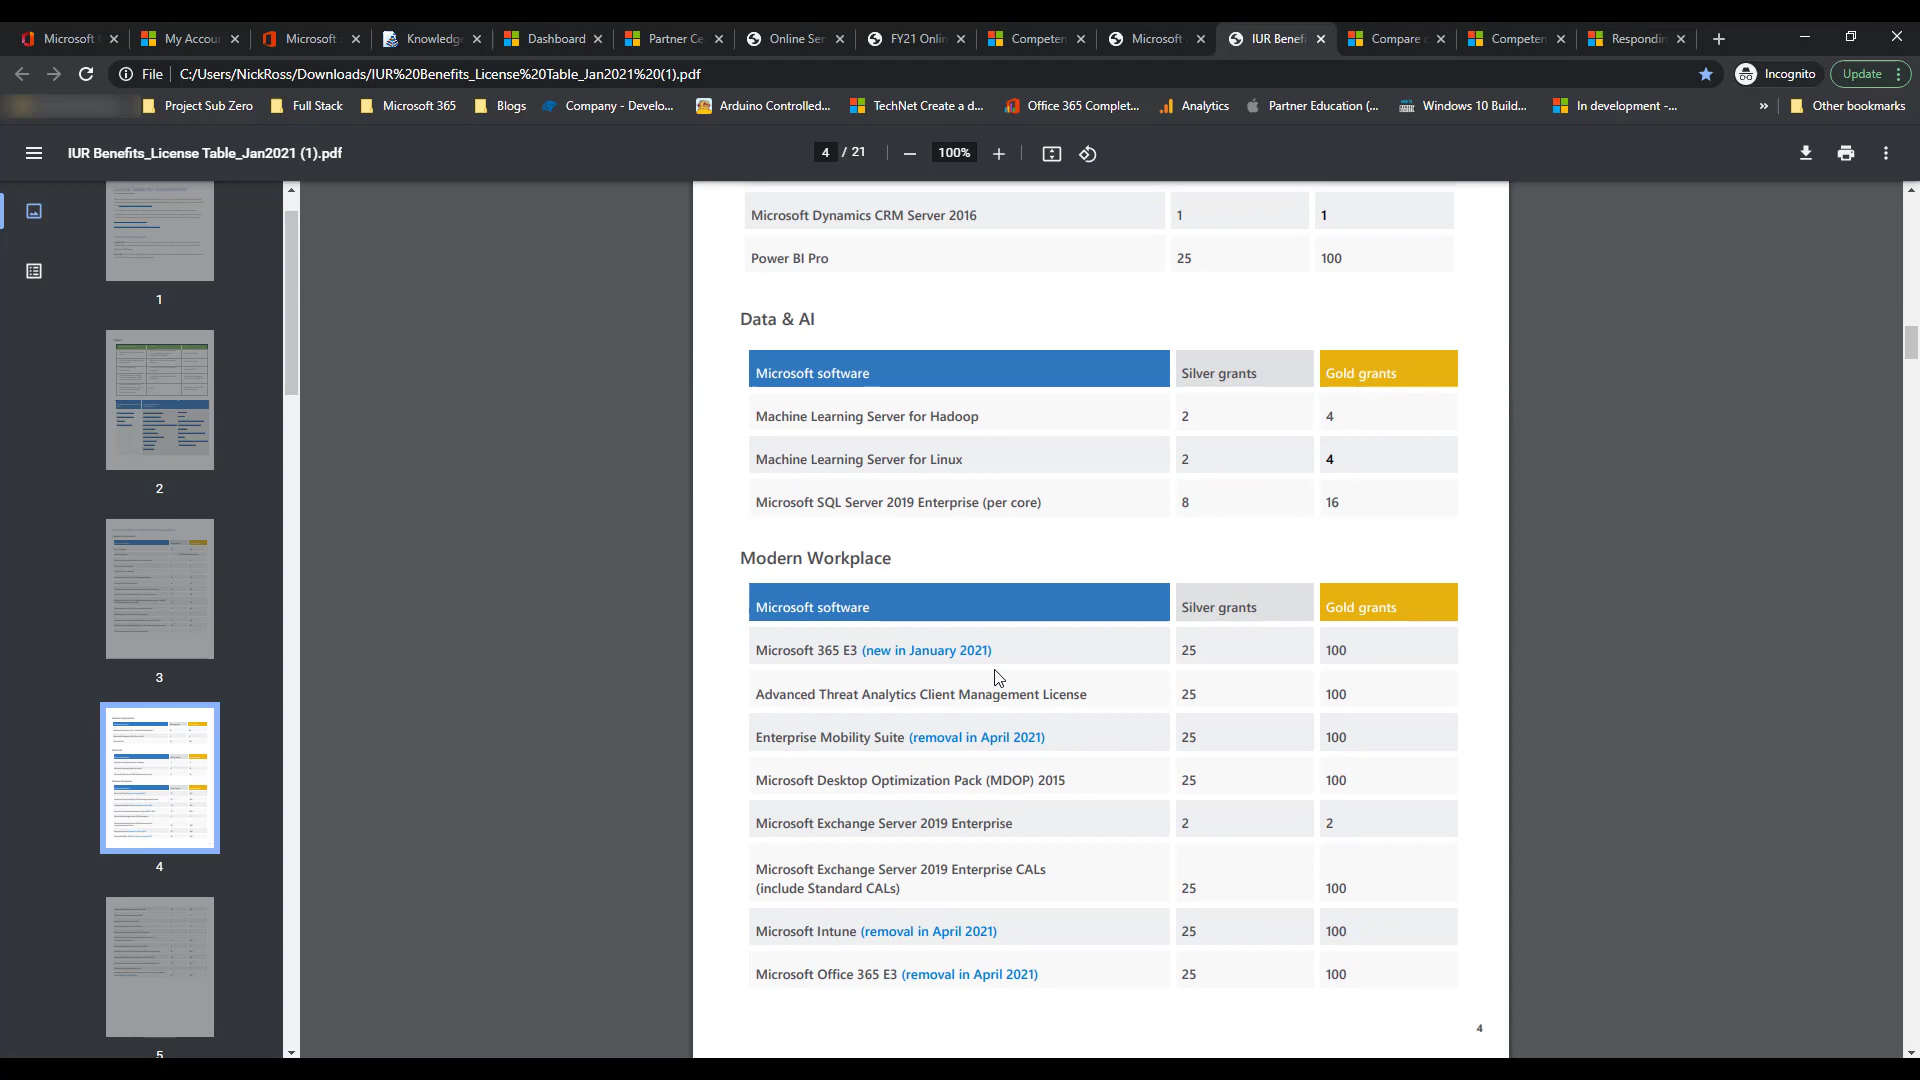 Microsoft
My Accou
Microsoft
Knowledg
Dashboard
Partner Ce
Online Ser
FY21 Onli
Competen
Microsoft
IUR Benefi
Compare
Competen
Respondin
File
C:/Users/NickRoss/Downloads/IUR%20Benefits_License%20Table_Jan2021%20(1).pdf
Incognito
Update
Project Sub Zero
Full Stack
Microsoft 365
Blogs
Company - Develo...
Arduino Controlled...
TechNet Create a d...
Office 365 Complet...
Analytics
Partner Education (...
Windows 10 Build...
In development -...
»
Other bookmarks
IUR Benefits_License Table_Jan2021 (1).pdf
4 / 21
100%
1
2
3
4
5
Microsoft Dynamics CRM Server 2016 1 1
Power BI Pro 25 100
Data & AI
Microsoft software Silver grants Gold grants
Machine Learning Server for Hadoop 2 4
Machine Learning Server for Linux 2 4
Microsoft SQL Server 2019 Enterprise (per core) 8 16
Modern Workplace
Microsoft software Silver grants Gold grants
Microsoft 365 E3 (new in January 2021) 25 100
Advanced Threat Analytics Client Management License 25 100
Enterprise Mobility Suite (removal in April 2021) 25 100
Microsoft Desktop Optimization Pack (MDOP) 2015 25 100
Microsoft Exchange Server 2019 Enterprise 2 2
Microsoft Exchange Server 2019 Enterprise CALs
(include Standard CALs) 25 100
Microsoft Intune (removal in April 2021) 25 100
Microsoft Office 365 E3 (removal in April 2021) 25 100
4